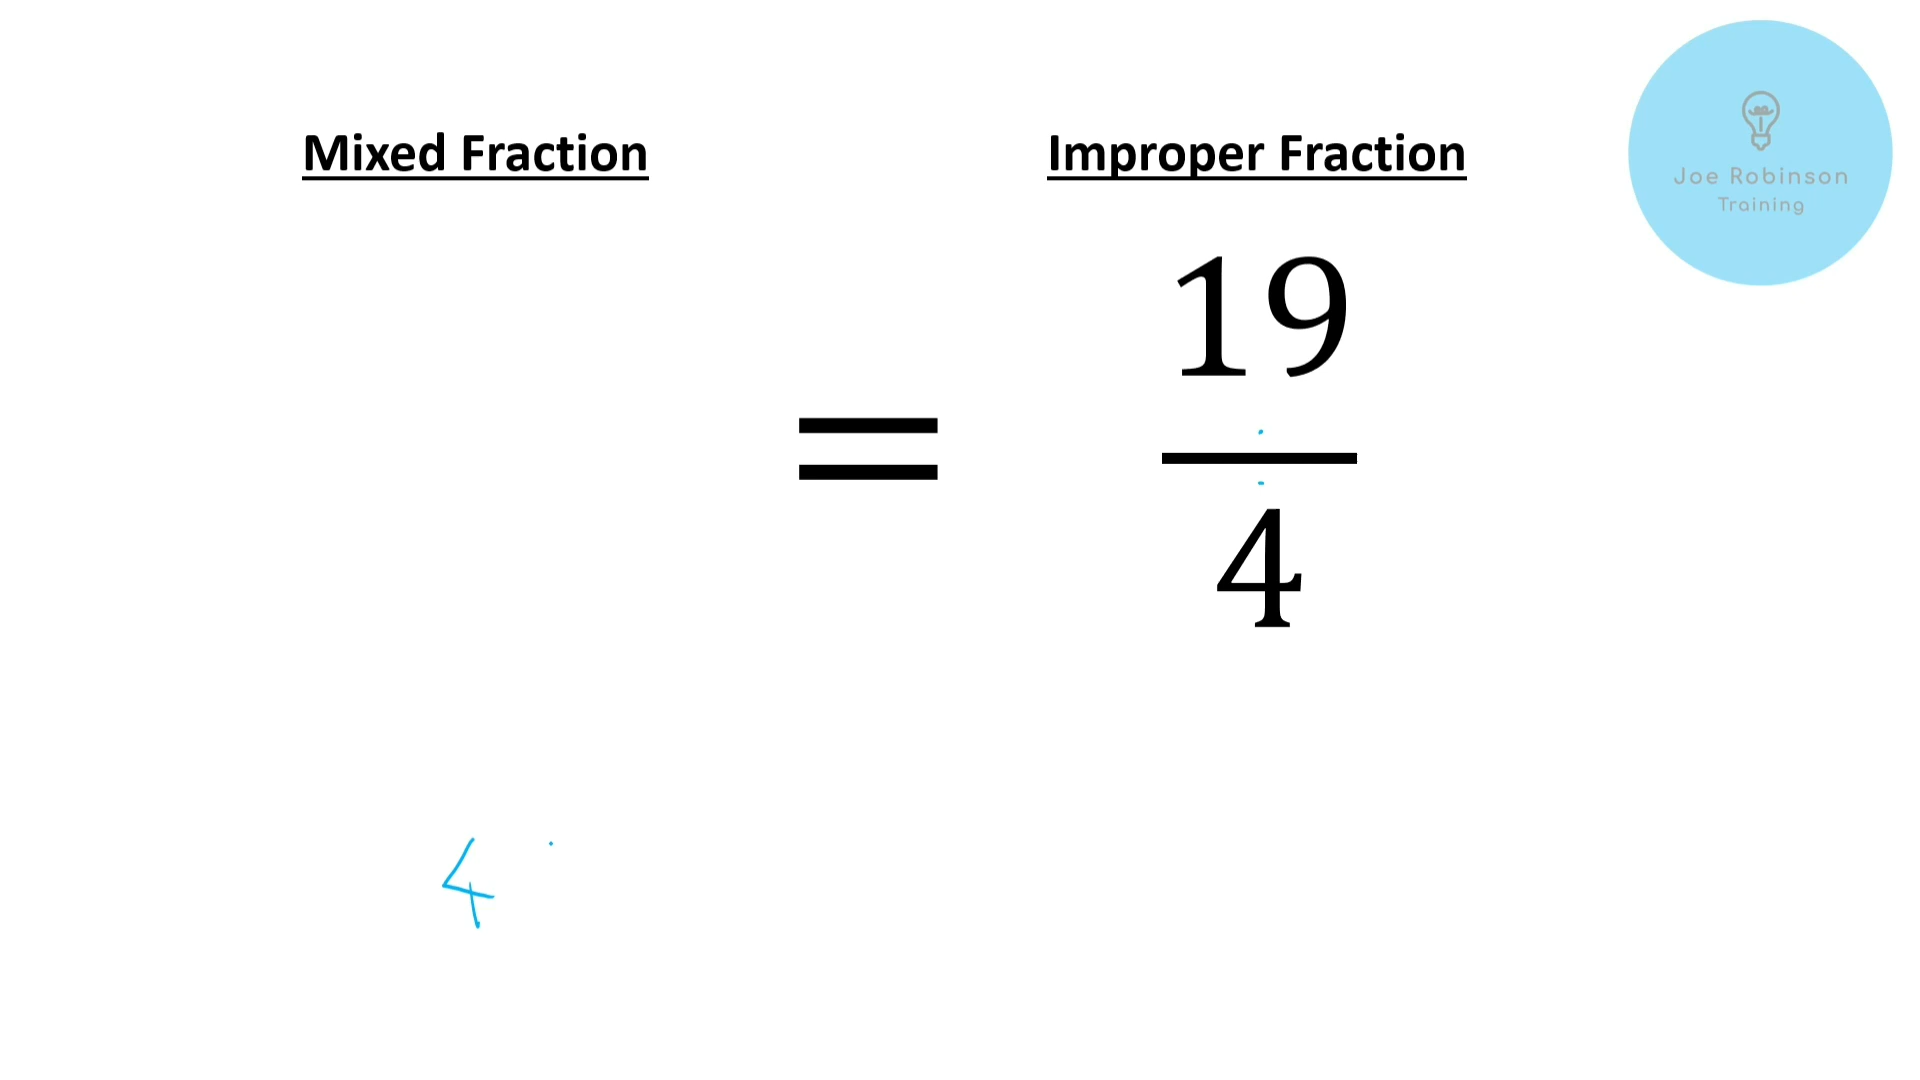 Mixed Fraction
Improper Fraction
Joe Robinson
Training
=
19
4
4